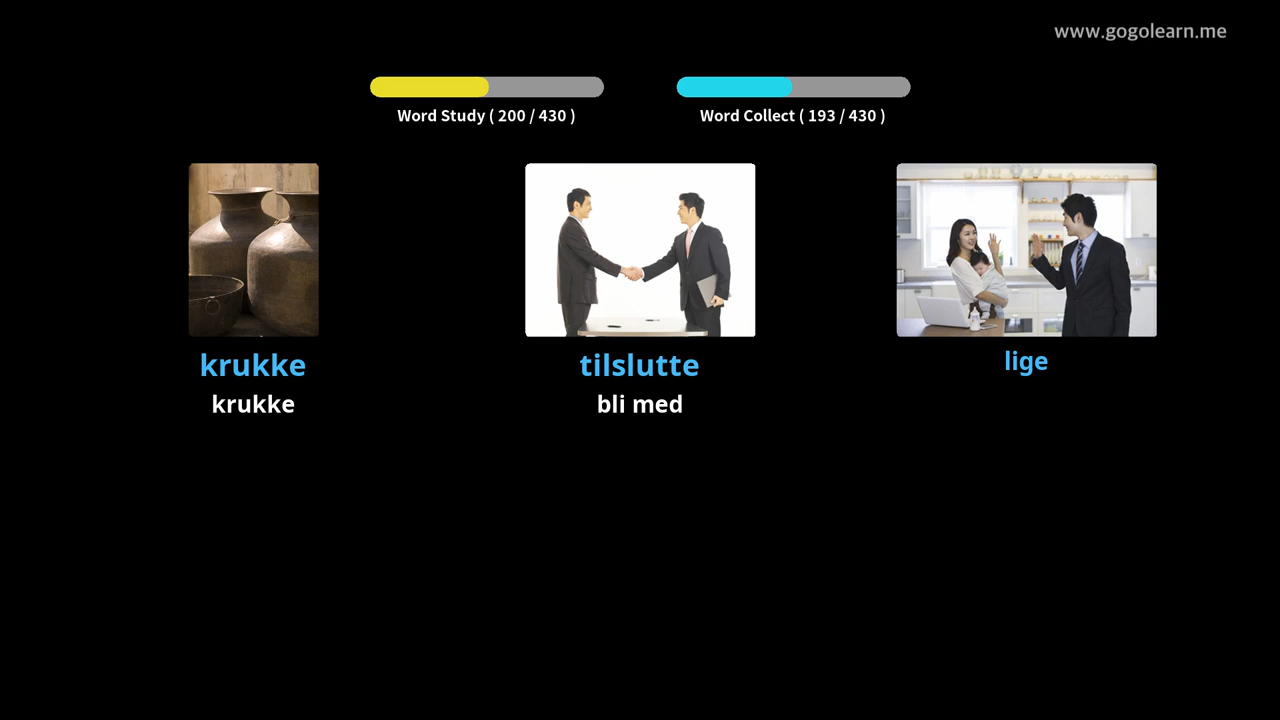 www.gogolearn.me
Word Study ( 200 / 430 )
Word Collect ( 193 / 430 )
krukke
krukke
tilslutte
bli med
lige